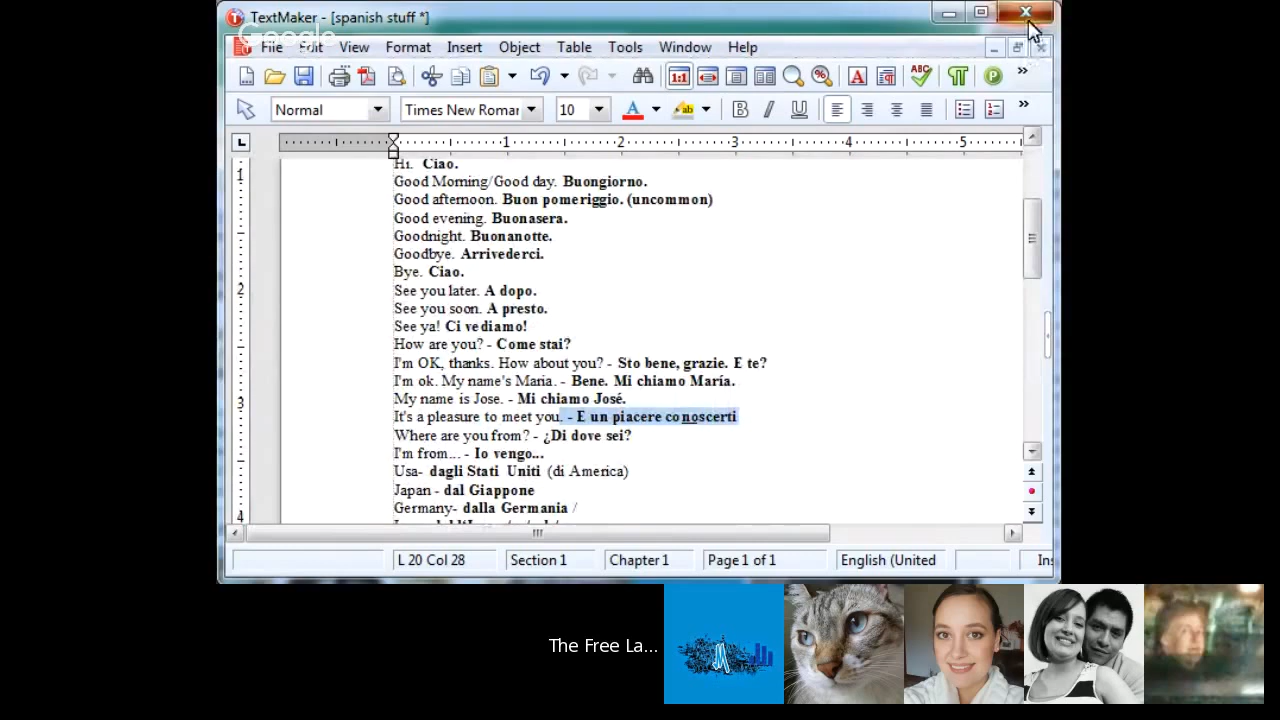 TextMaker - [spanish stuff *]
Google
File Edit View Format Insert Object Table Tools Window Help
Normal Times New Roman 10
1 2 3 4 5
Hi. Ciao.
Good Morning/Good day. Buongiorno.
Good afternoon. Buon pomeriggio. (uncommon)
Good evening. Buonasera.
Goodnight. Buonanotte.
Goodbye. Arrivederci.
Bye. Ciao.
See you later. A dopo.
See you soon. A presto.
See ya! Ci vediamo!
How are you? - Come stai?
I'm OK, thanks. How about you? - Sto bene, grazie. E te?
I'm ok. My name's Maria. - Bene. Mi chiamo María.
My name is Jose. - Mi chiamo José.
It's a pleasure to meet you. - E un piacere conoscerti
Where are you from? - ¿Di dove sei?
I'm from... - Io vengo...
Usa- dagli Stati Uniti (di America)
Japan - dal Giappone
Germany- dalla Germania /
L 20 Col 28 Section 1 Chapter 1 Page 1 of 1 English (United Ins
The Free La...